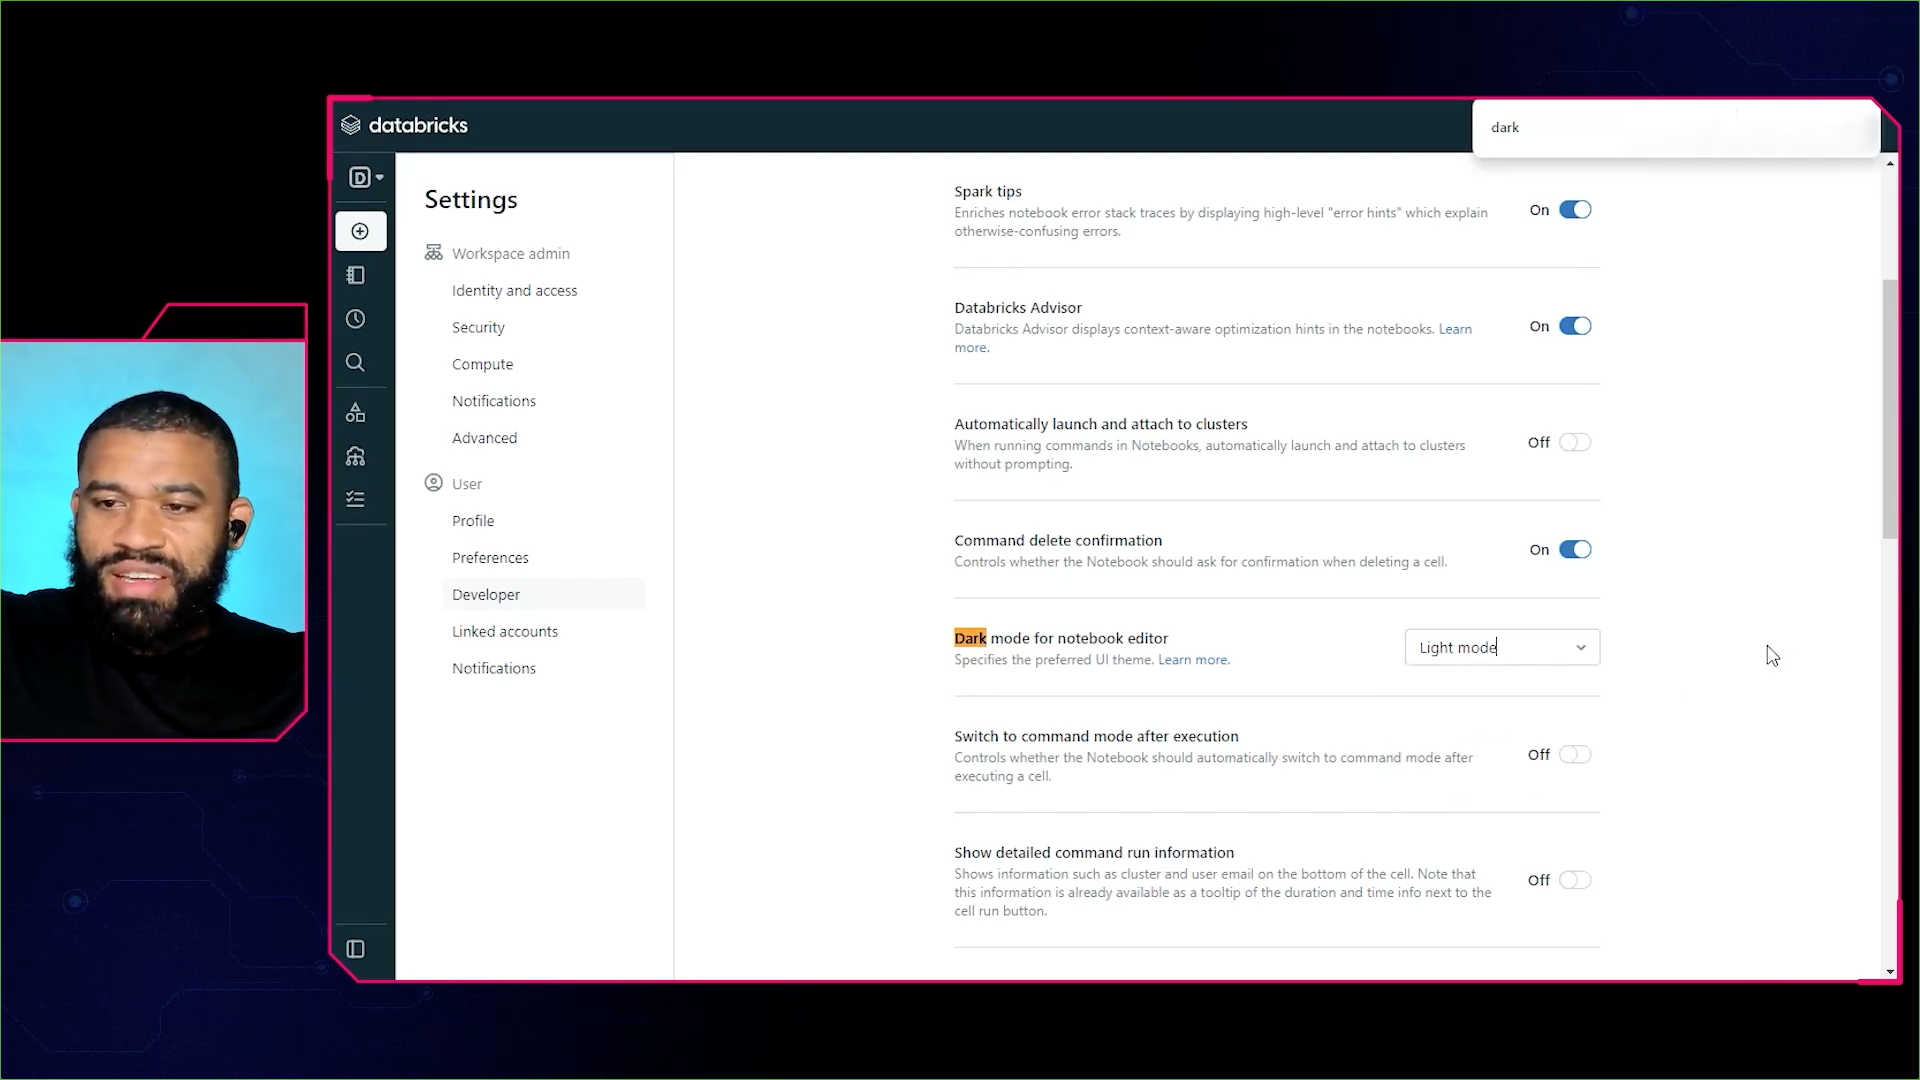 databricks
dark
D
Settings
Workspace admin
Identity and access
Security
Compute
Notifications
Advanced
User
Profile
Preferences
Developer
Linked accounts
Notifications
Spark tips
Enriches notebook error stack traces by displaying high-level "error hints" which explain
otherwise-confusing errors.
On
Databricks Advisor
Databricks Advisor displays context-aware optimization hints in the notebooks. Learn
more.
On
Automatically launch and attach to clusters
When running commands in Notebooks, automatically launch and attach to clusters
without prompting.
Off
Command delete confirmation
Controls whether the Notebook should ask for confirmation when deleting a cell.
On
Dark mode for notebook editor
Specifies the preferred UI theme. Learn more.
Light mode
Switch to command mode after execution
Controls whether the Notebook should automatically switch to command mode after
executing a cell.
Off
Show detailed command run information
Shows information such as cluster and user email on the bottom of the cell. Note that
this information is already available as a tooltip of the duration and time info next to the
cell run button.
Off